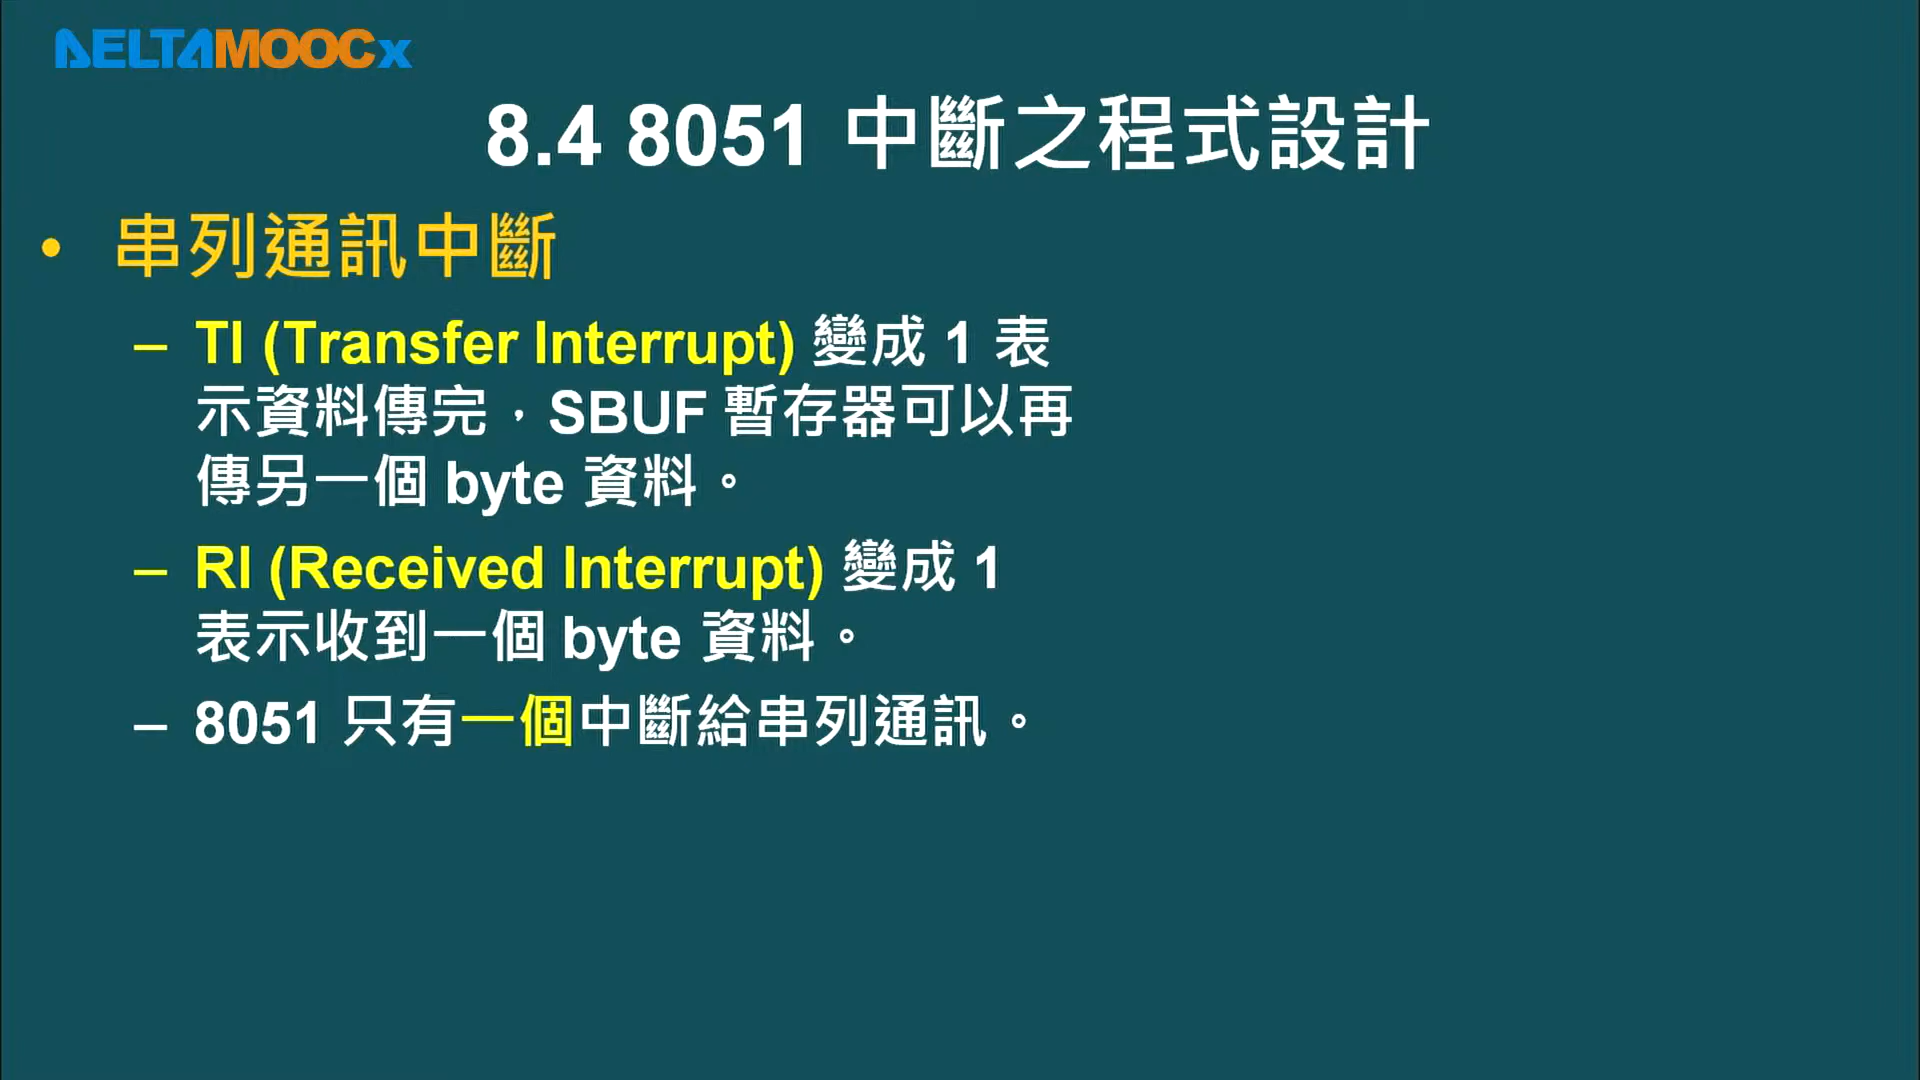 DELTAMOOCx
8.4 8051 中斷之程式設計
• 串列通訊中斷
– TI (Transfer Interrupt) 變成 1 表
示資料傳完，SBUF 暫存器可以再
傳另一個 byte 資料。
– RI (Received Interrupt) 變成 1
表示收到一個 byte 資料。
– 8051 只有一個中斷給串列通訊。